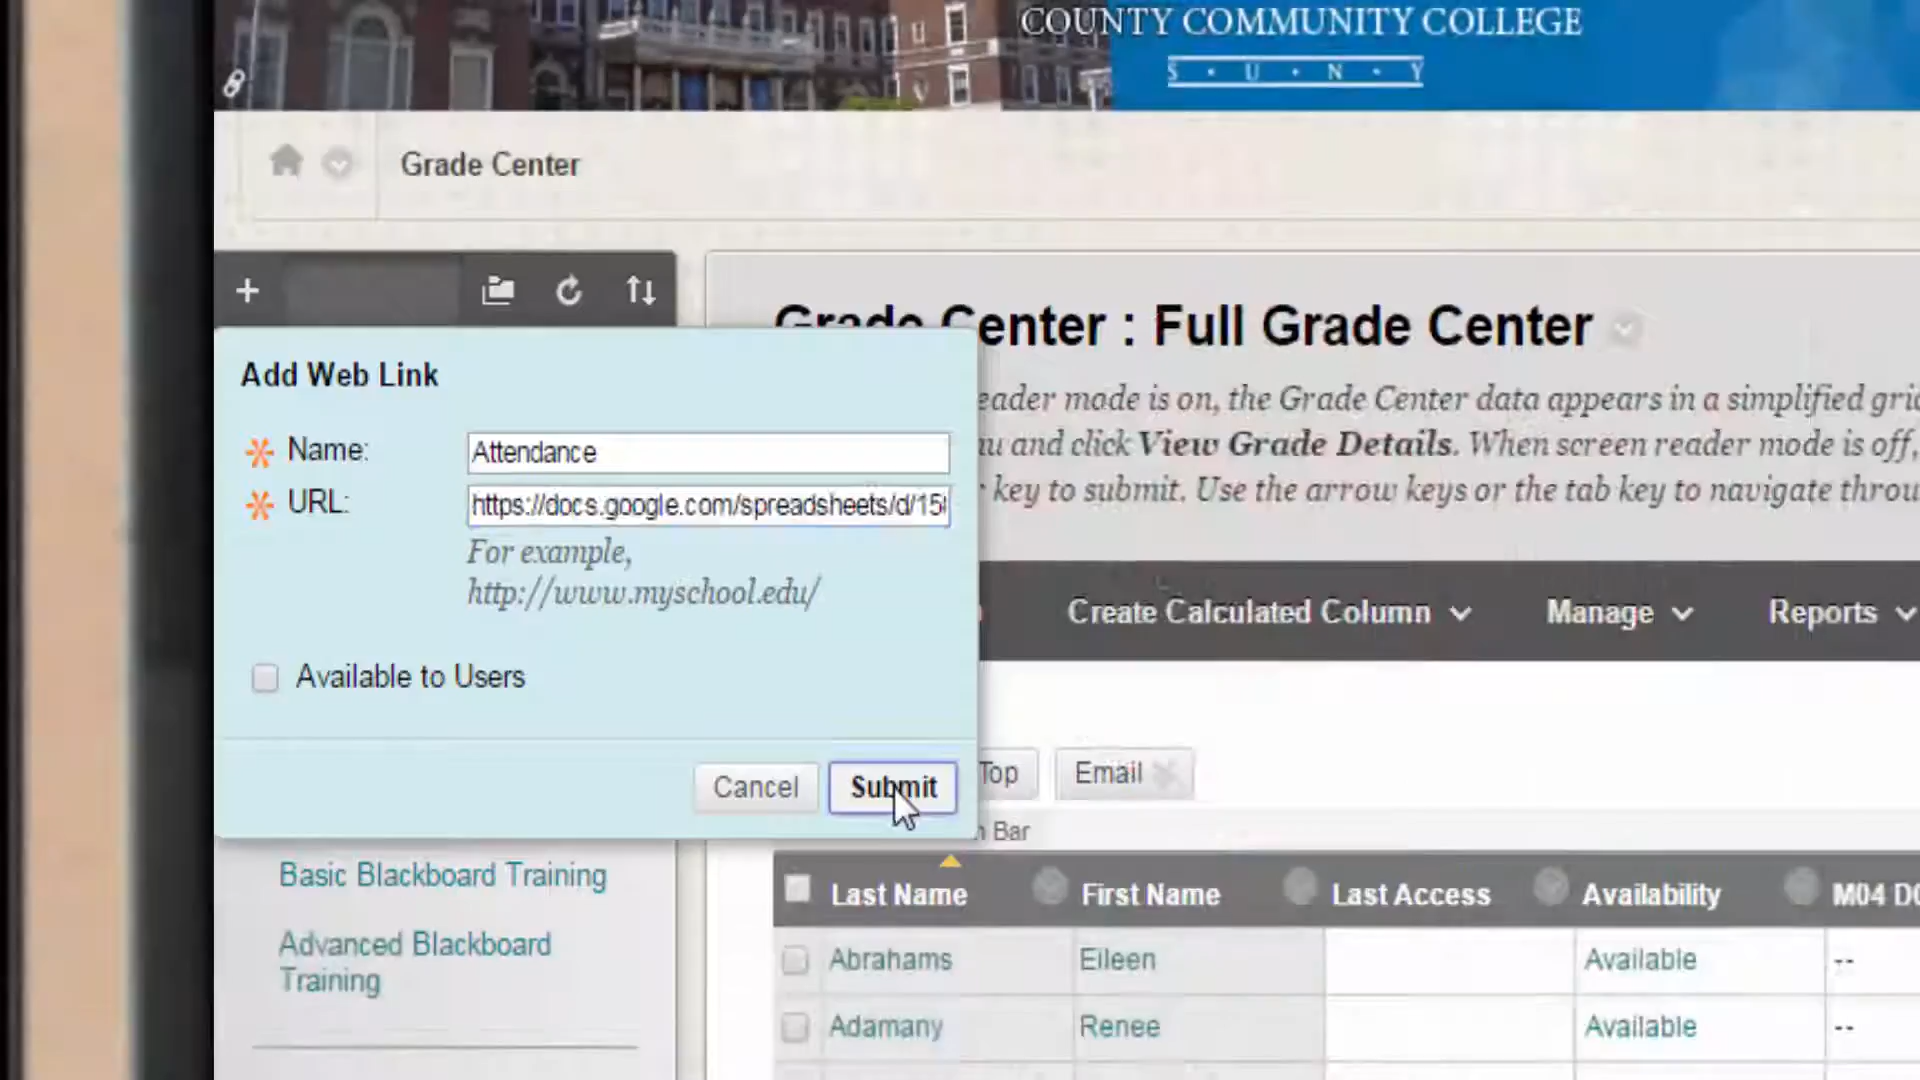 COUNTY COMMUNITY COLLEGE
S · U · N · Y
Grade Center
Grade Center : Full Grade Center
Add Web Link
eader mode is on, the Grade Center data appears in a simplified gri
Name: Attendance
u and click View Grade Details. When screen reader mode is off,
URL: https://docs.google.com/spreadsheets/d/15
key to submit. Use the arrow keys or the tab key to navigate throu
For example,
http://www.myschool.edu/
Create Calculated Column
Manage
Reports
Available to Users
Cancel
Submit
Top
Email
Bar
Last Name
First Name
Last Access
Availability
M04
Basic Blackboard Training
Advanced Blackboard
Training
Abrahams
Eileen
Available
--
Adamany
Renee
Available
--